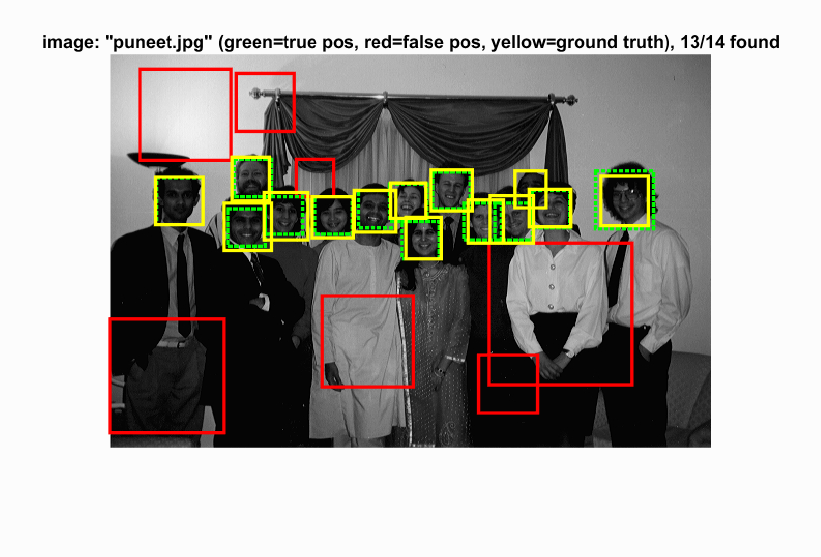 image: "puneet.jpg" (green=true pos, red=false pos, yellow=ground truth), 13/14 found